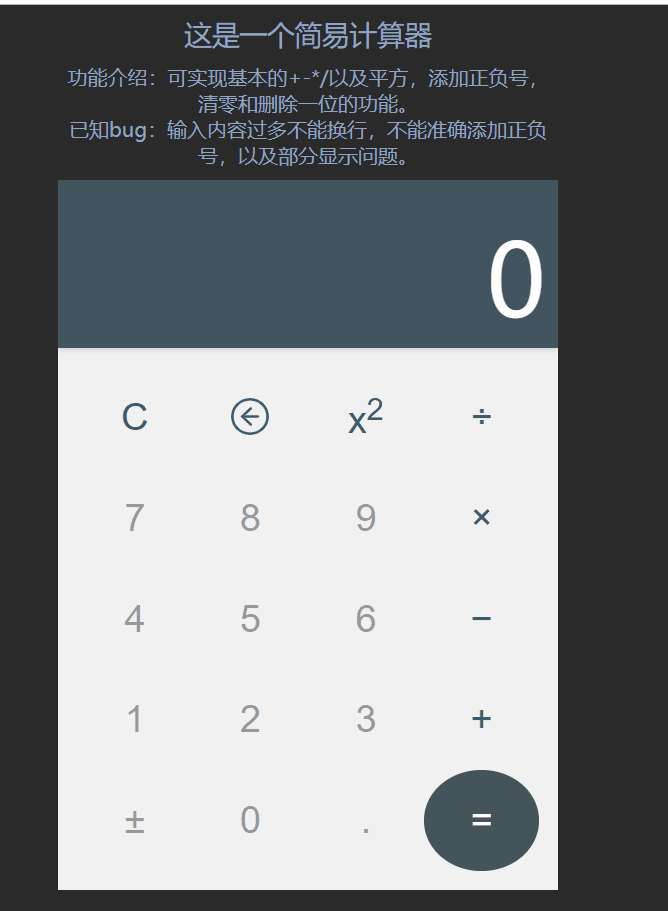 这是一个简易计算器
功能介绍：可实现基本的+-*/以及平方，添加正负号，
清零和删除一位的功能。
已知bug：输入内容过多不能换行，不能准确添加正负
号，以及部分显示问题。
0
C x² ÷
7 8 9 ×
4 5 6 −
1 2 3 +
± 0 . =